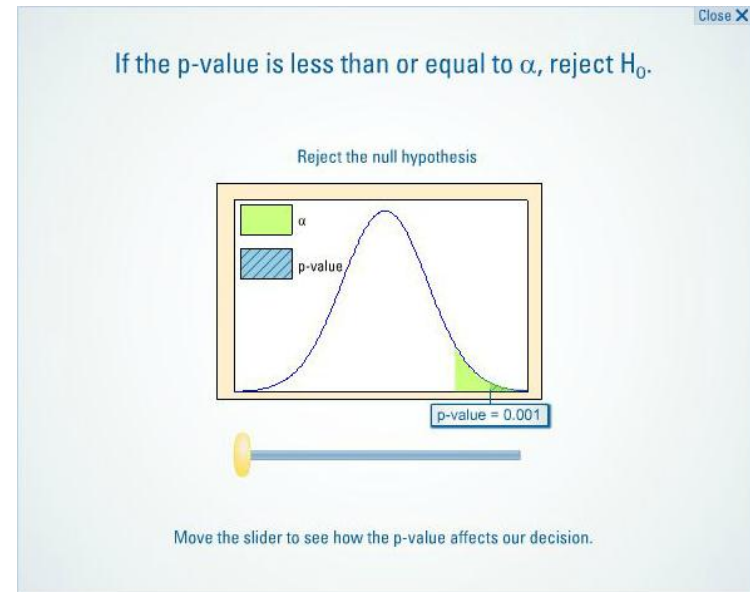 Close X
If the p-value is less than or equal to α, reject H₀.
Reject the null hypothesis
α
p-value
p-value = 0.001
Move the slider to see how the p-value affects our decision.